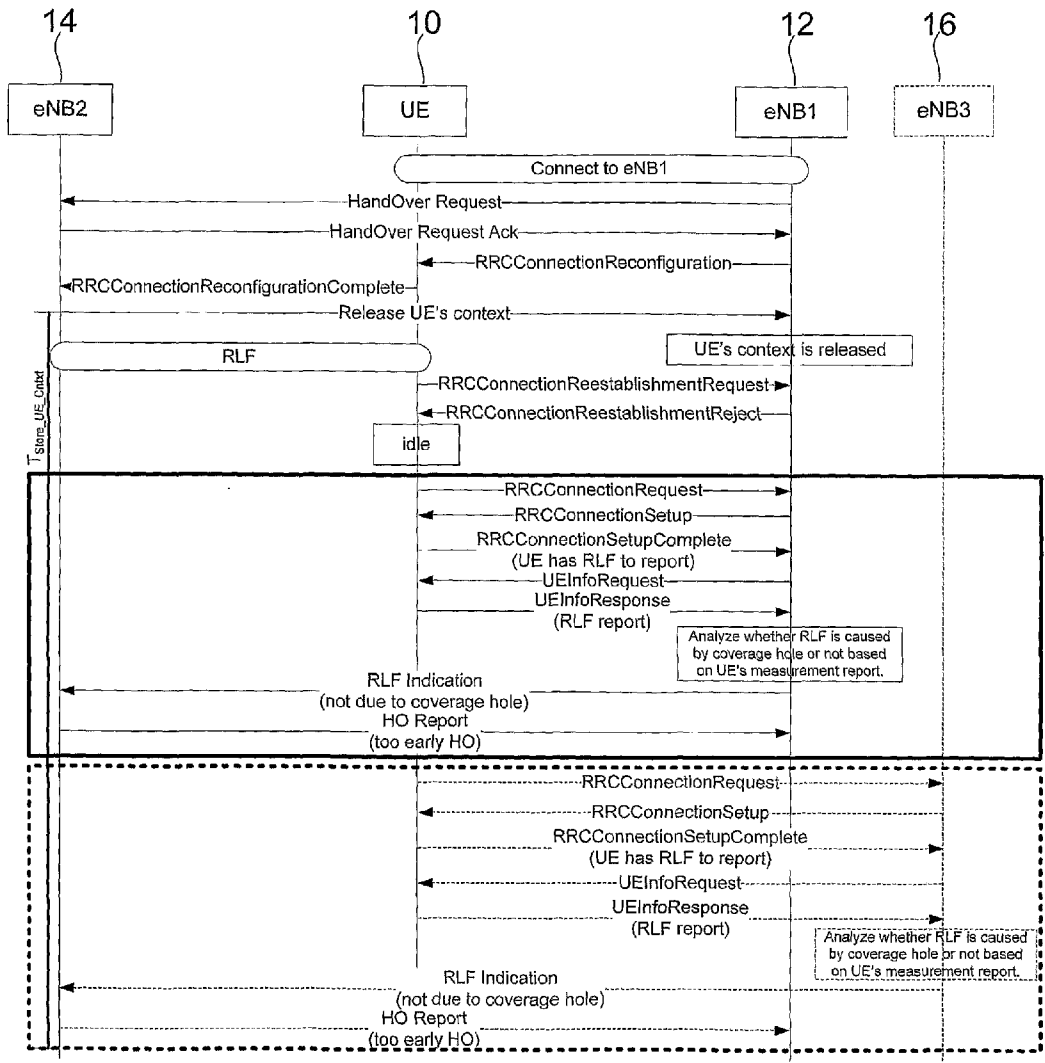 14
10
12
16
eNB2
UE
eNB1
eNB3
Connect to eNB1
HandOver Request
HandOver Request Ack
RRCConnectionReconfiguration
RRCConnectionReconfigurationComplete
Release UE's context
UE's context is released
RLF
RRCConnectionReestablishmentRequest
RRCConnectionReestablishmentReject
T Store_UE_Cntxt
idle
RRCConnectionRequest
RRCConnectionSetup
RRCConnectionSetupComplete
(UE has RLF to report)
UEInfoRequest
UEInfoResponse
(RLF report)
Analyze whether RLF is caused
by coverage hole or not based
on UE's measurement report.
RLF Indication
(not due to coverage hole)
HO Report
(too early HO)
RRCConnectionRequest
RRCConnectionSetup
RRCConnectionSetupComplete
(UE has RLF to report)
UEInfoRequest
UEInfoResponse
(RLF report)
Analyze whether RLF is caused
by coverage hole or not based
on UE's measurement report.
RLF Indication
(not due to coverage hole)
HO Report
(too early HO)